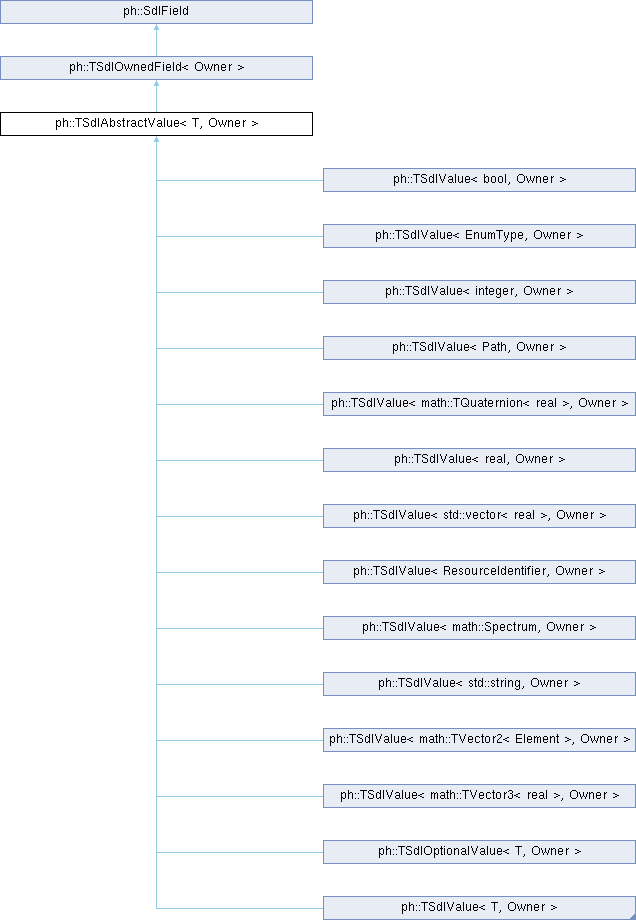 ph::SdlField
ph::TSdlOwnedField< Owner >
ph::TSdlAbstractValue< T, Owner >
ph::TSdlValue< bool, Owner >
ph::TSdlValue< EnumType, Owner >
ph::TSdlValue< integer, Owner >
ph::TSdlValue< Path, Owner >
ph::TSdlValue< math::TQuaternion< real >, Owner >
ph::TSdlValue< real, Owner >
ph::TSdlValue< std::vector< real >, Owner >
ph::TSdlValue< ResourceIdentifier, Owner >
ph::TSdlValue< math::Spectrum, Owner >
ph::TSdlValue< std::string, Owner >
ph::TSdlValue< math::TVector2< Element >, Owner >
ph::TSdlValue< math::TVector3< real >, Owner >
ph::TSdlOptionalValue< T, Owner >
ph::TSdlValue< T, Owner >